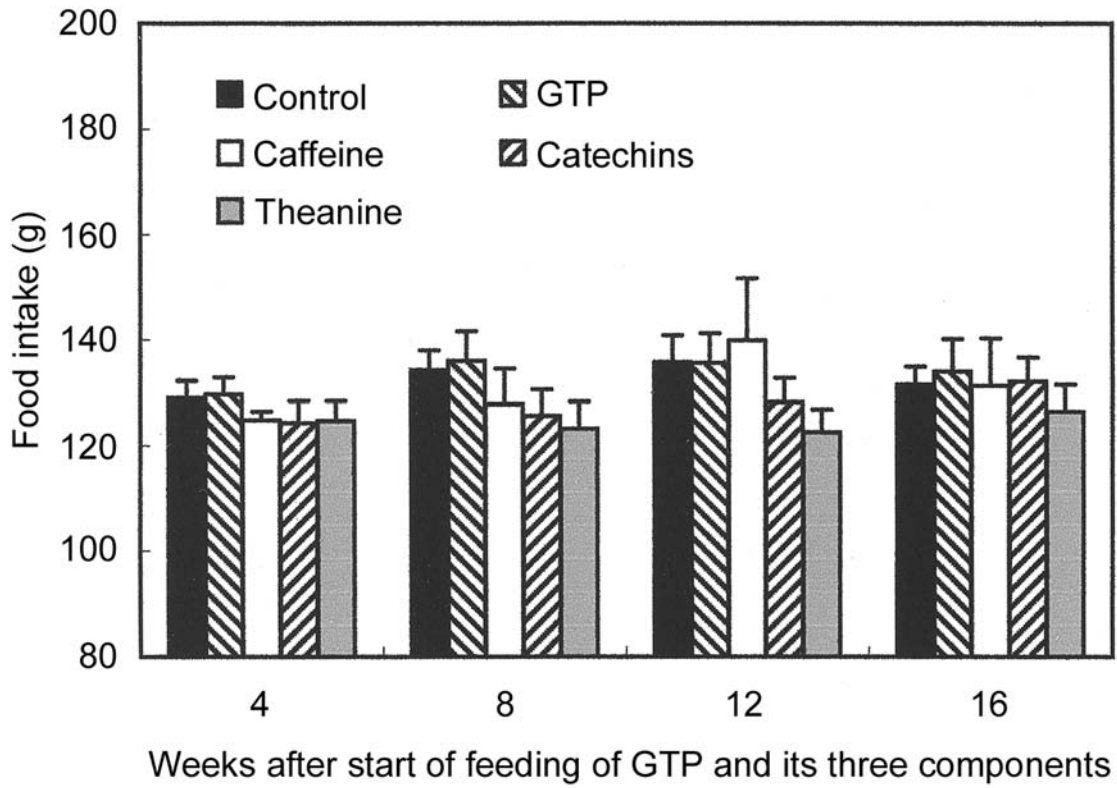 200
180
160
140
120
100
80
Food intake (g)
Control
GTP
Caffeine
Catechins
Theanine
4 8 12 16
Weeks after start of feeding of GTP and its three components